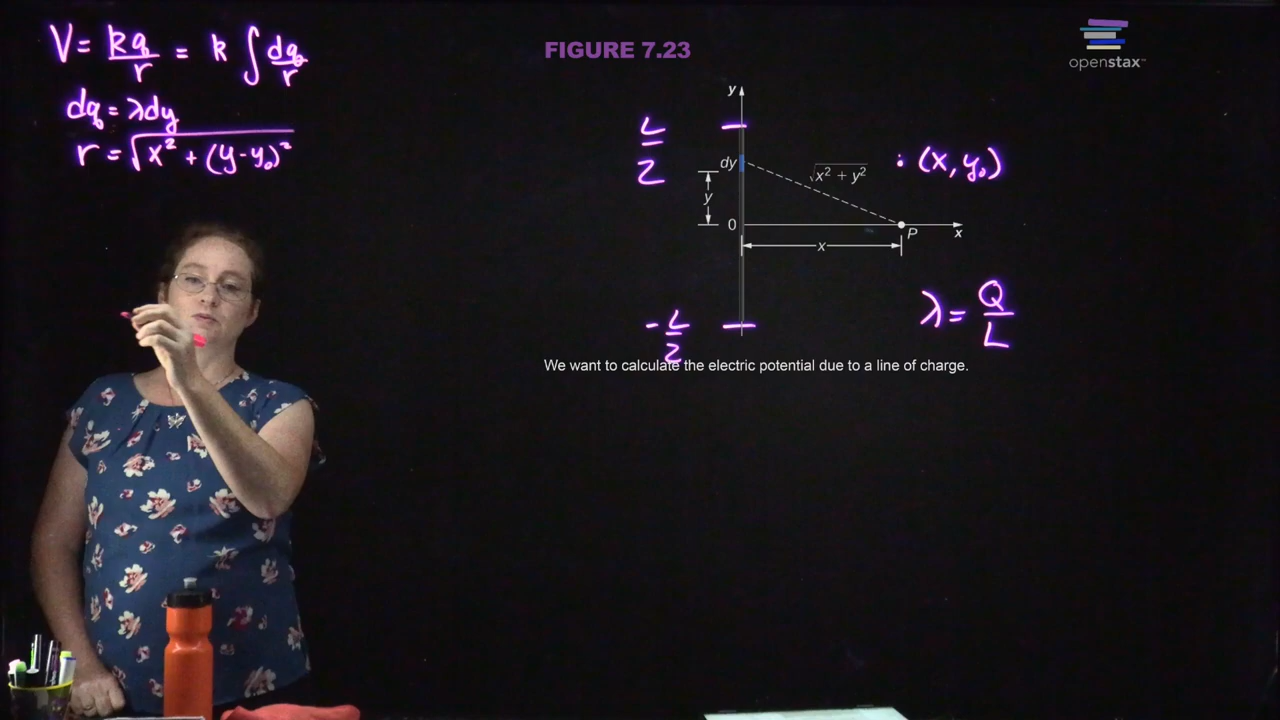 V = kq/r = k ∫ dq/r
dq = λdy
r = √(x² + (y-y₀)²)
FIGURE 7.23
openstax™
y
L/2
dy
√(x² + y²)
(x, y₀)
y
0
P
x
x
λ = Q/L
-L/2
We want to calculate the electric potential due to a line of charge.